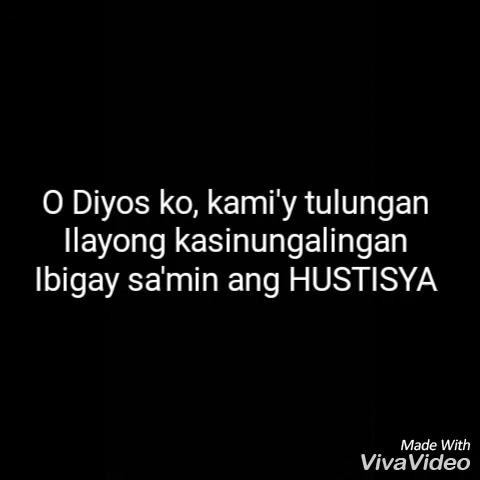 O Diyos ko, kami'y tulungan
Ilayong kasinungalingan
Ibigay sa'min ang HUSTISYA
Made With
VivaVideo